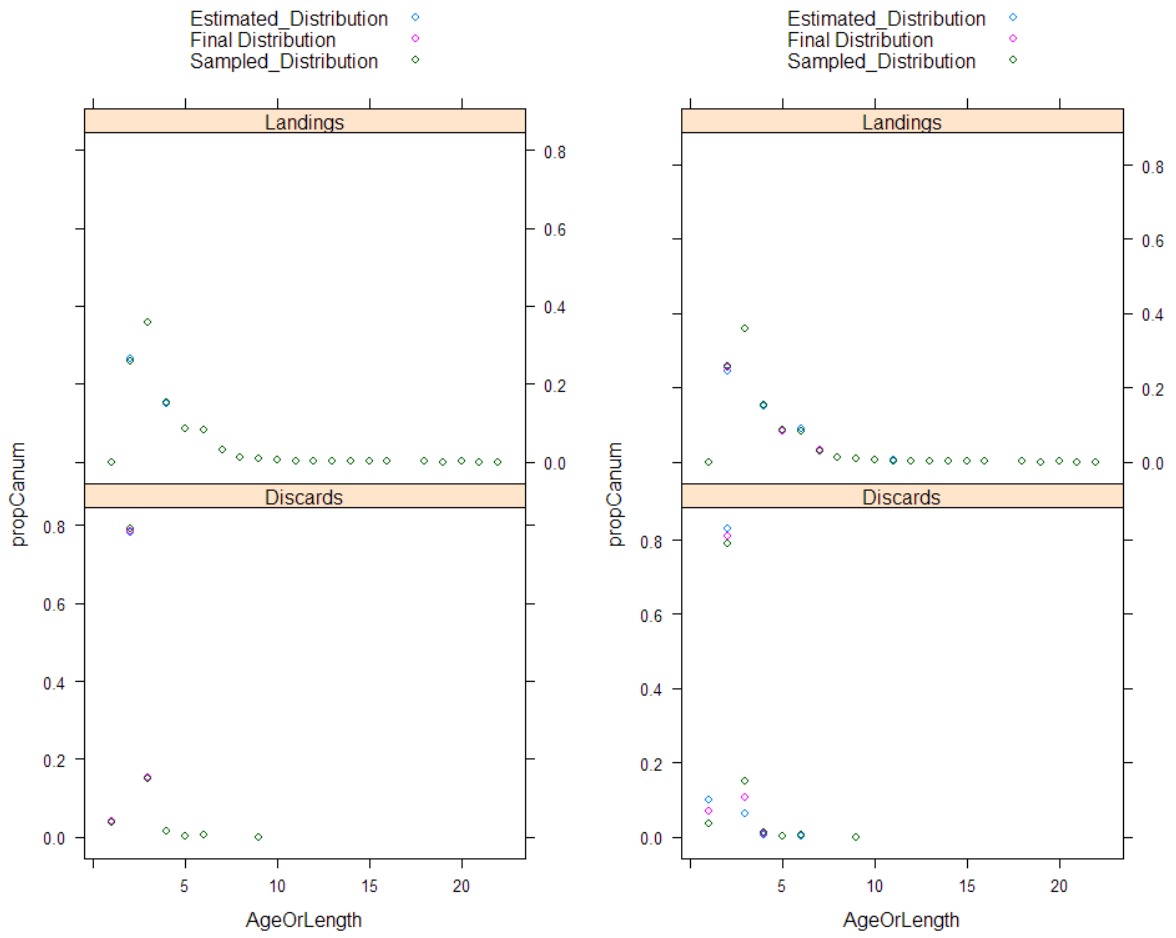 Estimated_Distribution
Final Distribution
Sampled_Distribution
Landings
0.8
0.6
0.4
0.2
0.0
Discards
0.8
0.6
0.4
0.2
0.0
propCanum
5 10 15 20
AgeOrLength
Estimated_Distribution
Final Distribution
Sampled_Distribution
Landings
0.8
0.6
0.4
0.2
0.0
Discards
0.8
0.6
0.4
0.2
0.0
propCanum
5 10 15 20
AgeOrLength